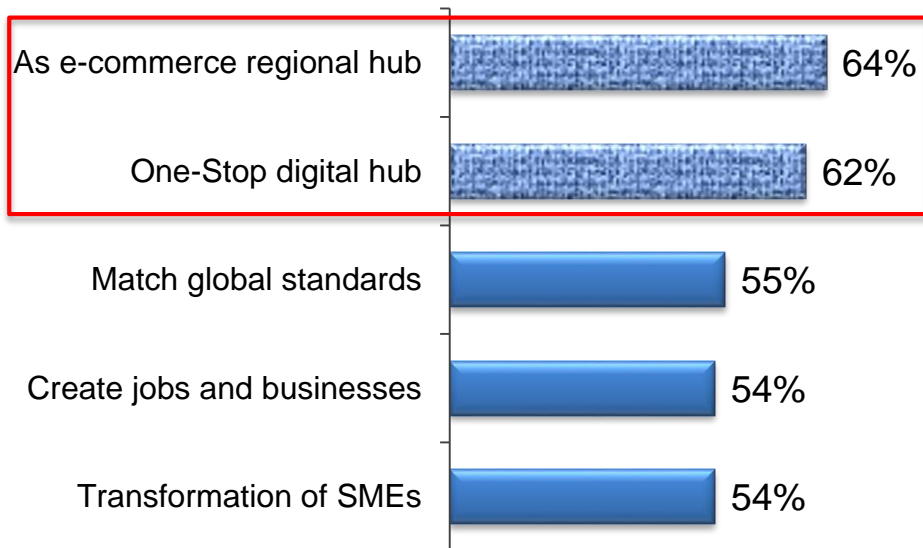 As e-commerce regional hub 64%
One-Stop digital hub 62%
Match global standards 55%
Create jobs and businesses 54%
Transformation of SMEs 54%